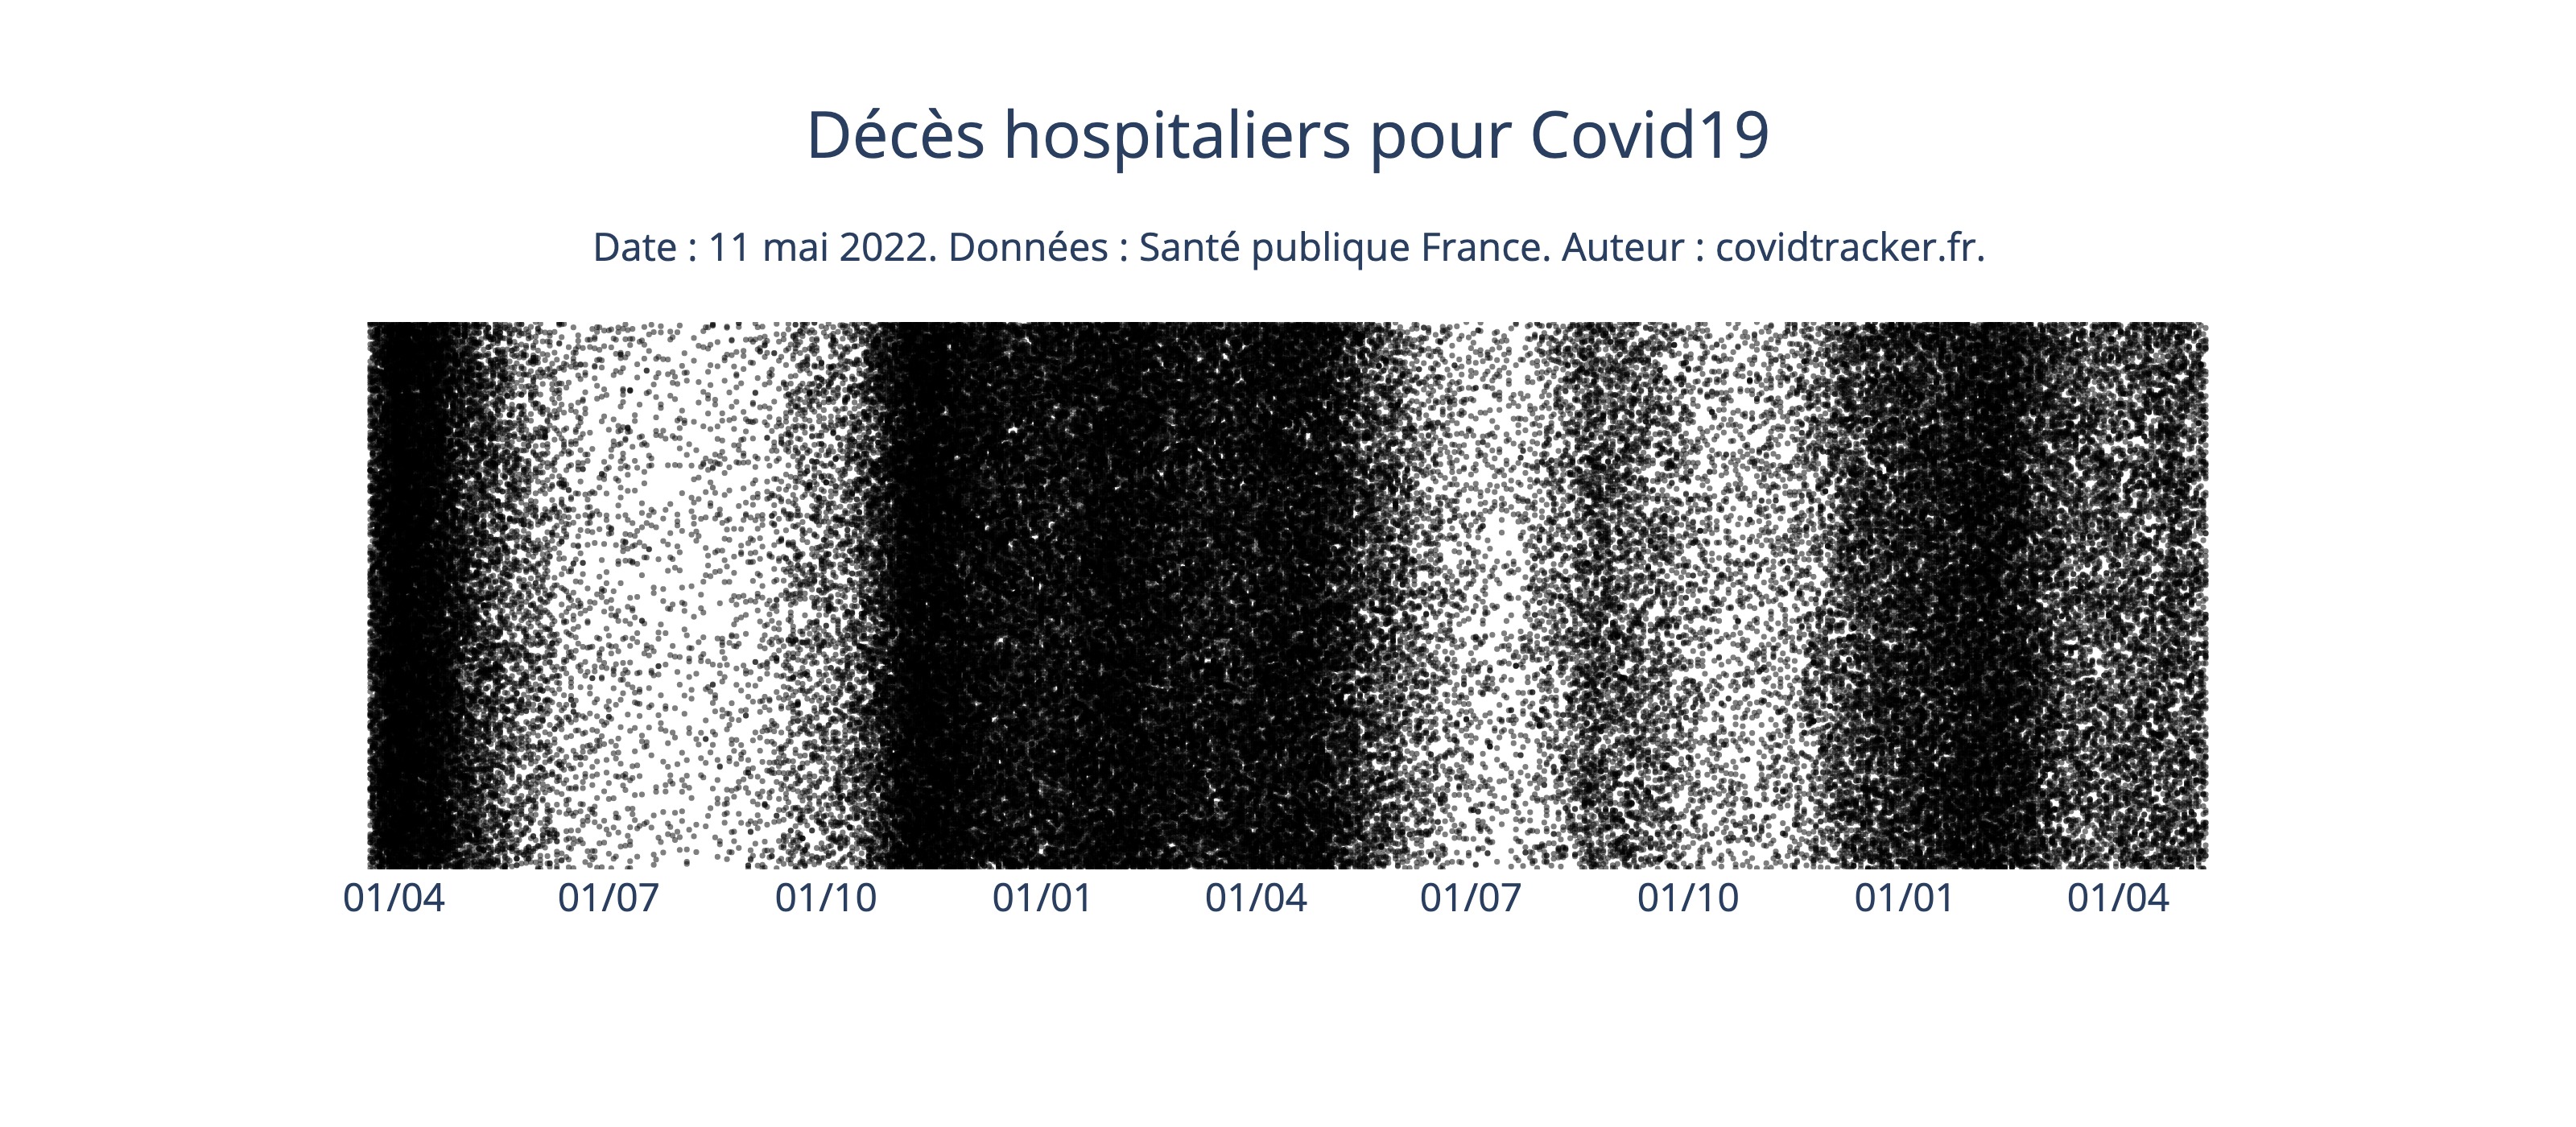 Décès hospitaliers pour Covid19
Date : 11 mai 2022. Données : Santé publique France. Auteur : covidtracker.fr.
01/04 01/07 01/10 01/01 01/04 01/07 01/10 01/01 01/04